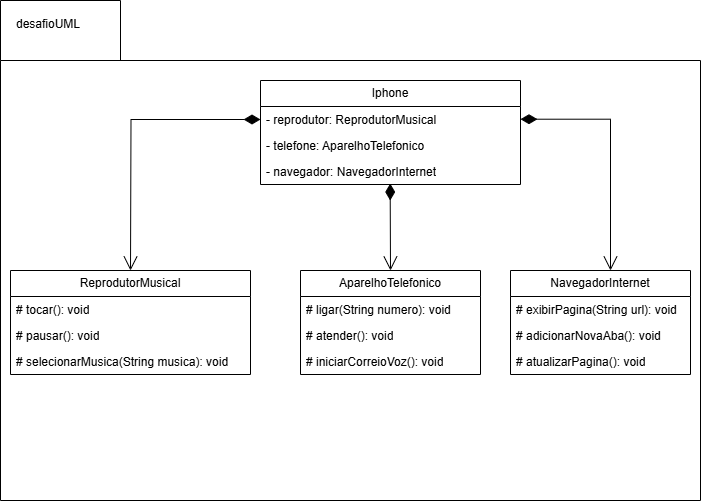 desafioUML
Iphone
- reprodutor: ReprodutorMusical
- telefone: AparelhoTelefonico
- navegador: NavegadorInternet
ReprodutorMusical
# tocar(): void
# pausar(): void
# selecionarMusica(String musica): void
AparelhoTelefonico
# ligar(String numero): void
# atender(): void
# iniciarCorreioVoz(): void
NavegadorInternet
# exibirPagina(String url): void
# adicionarNovaAba(): void
# atualizarPagina(): void